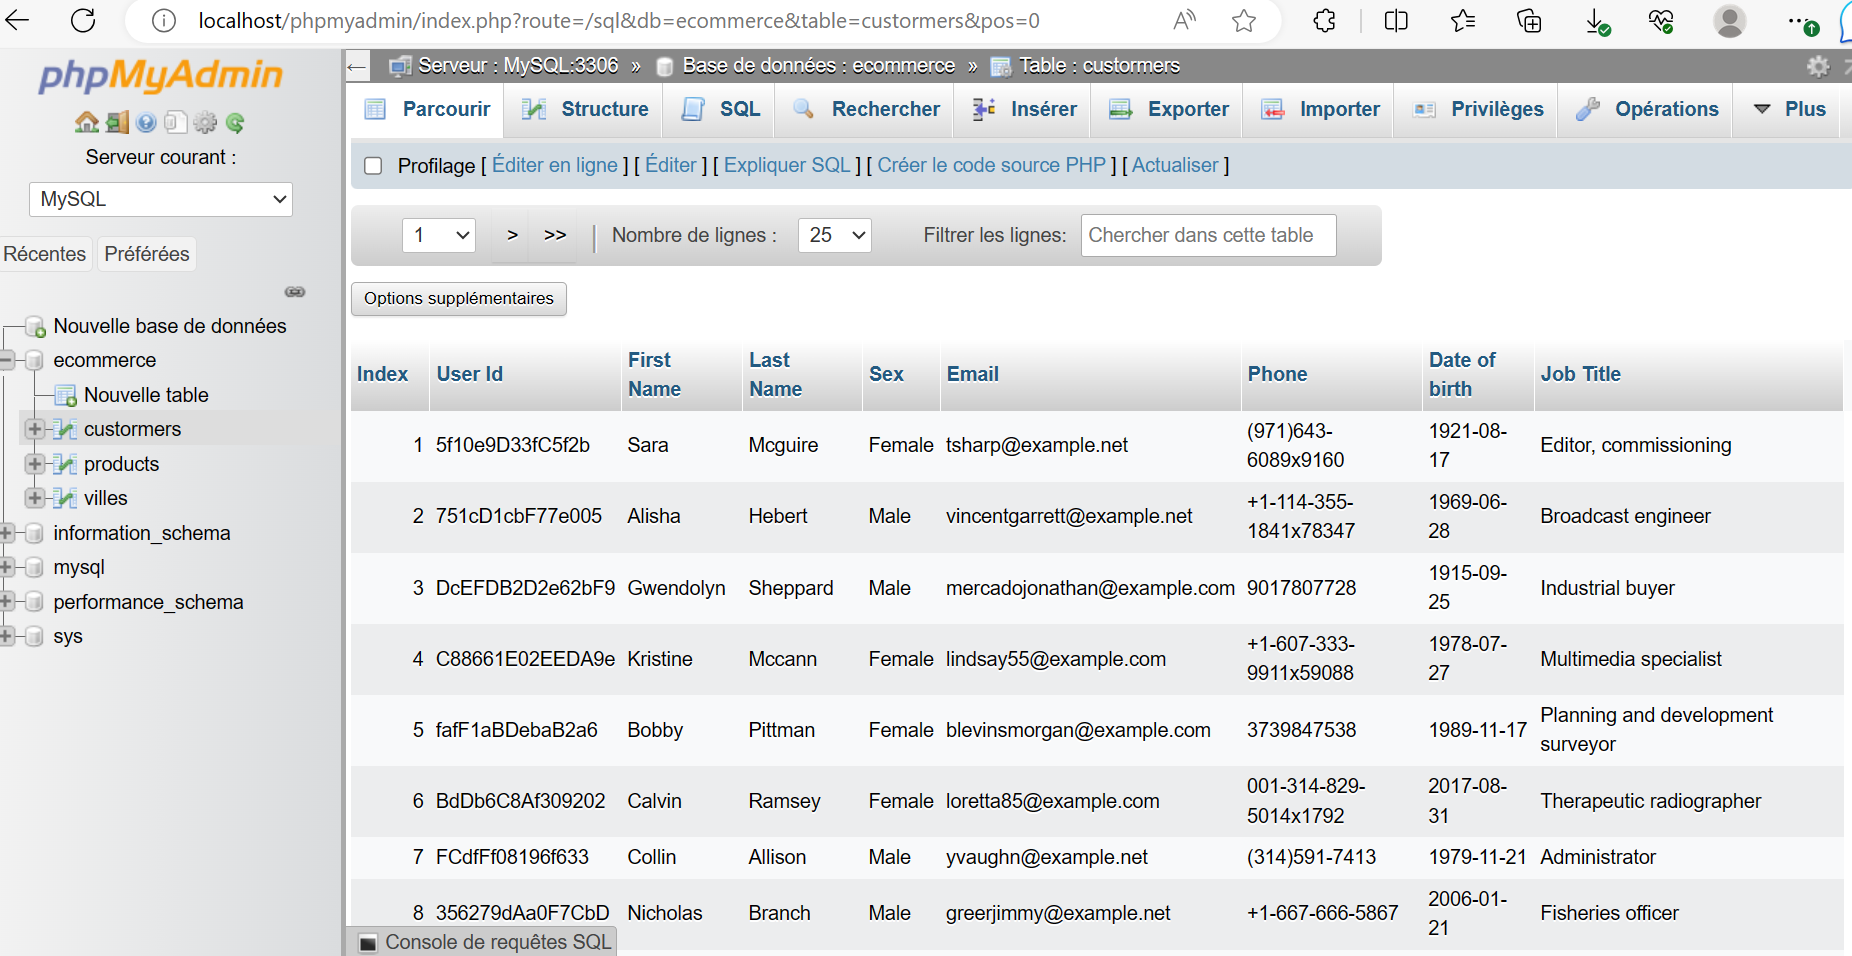 localhost/phpmyadmin/index.php?route=/sql&db=ecommerce&table=custormers&pos=0
phpMyAdmin
Serveur courant :
MySQL
Récentes Préférées
Nouvelle base de données
ecommerce
Nouvelle table
custormers
products
villes
information_schema
mysql
performance_schema
sys
Serveur : MySQL:3306 » Base de données : ecommerce » Table : custormers
Parcourir Structure SQL Rechercher Insérer Exporter Importer Privilèges Opérations Plus
Profilage [ Éditer en ligne ] [ Éditer ] [ Expliquer SQL ] [ Créer le code source PHP ] [ Actualiser ]
1 > >> Nombre de lignes : 25 Filtrer les lignes: Chercher dans cette table
Options supplémentaires
Index User Id First Name Last Name Sex Email Phone Date of birth Job Title
1 5f10e9D33fC5f2b Sara Mcguire Female tsharp@example.net (971)643-6089x9160 1921-08-17 Editor, commissioning
2 751cD1cbF77e005 Alisha Hebert Male vincentgarrett@example.net +1-114-355-1841x78347 1969-06-28 Broadcast engineer
3 DcEFDB2D2e62bF9 Gwendolyn Sheppard Male mercadojonathan@example.com 9017807728 1915-09-25 Industrial buyer
4 C88661E02EEDA9e Kristine Mccann Female lindsay55@example.com +1-607-333-9911x59088 1978-07-27 Multimedia specialist
5 fafF1aBDebaB2a6 Bobby Pittman Female blevinsmorgan@example.com 3739847538 1989-11-17 Planning and development surveyor
6 BdDb6C8Af309202 Calvin Ramsey Female loretta85@example.com 001-314-829-5014x1792 2017-08-31 Therapeutic radiographer
7 FCdfFf08196f633 Collin Allison Male yvaughn@example.net (314)591-7413 1979-11-21 Administrator
8 356279dAa0F7CbD Nicholas Branch Male greerjimmy@example.net +1-667-666-5867 2006-01-21 Fisheries officer
Console de requêtes SQL